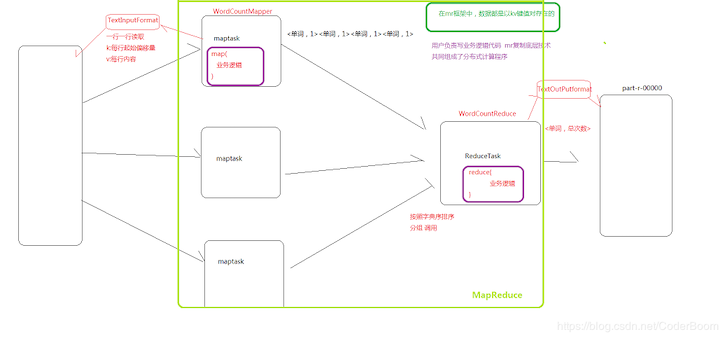 WordCountMapper
TextInputFormat
一行一行读层
k:每行起始偏移量
v:每行内容
maptask
map(
业务逻辑
}
<单词，1><单词，1><单词，1><单词，1>
在mr框架中，数据都是以kv键值对存在的
用户负责写业务逻辑代码 mr复制底层技术
共同组成了分布式计算程序
TextOutPutformat
part-r-00000
WordCountReduce
<单词，总次数>
maptask
ReduceTask
reduce(
业务逻辑
}
按照字典序排序
分组 调用
maptask
MapReduce
https://blog.csdn.net/CoderBoom